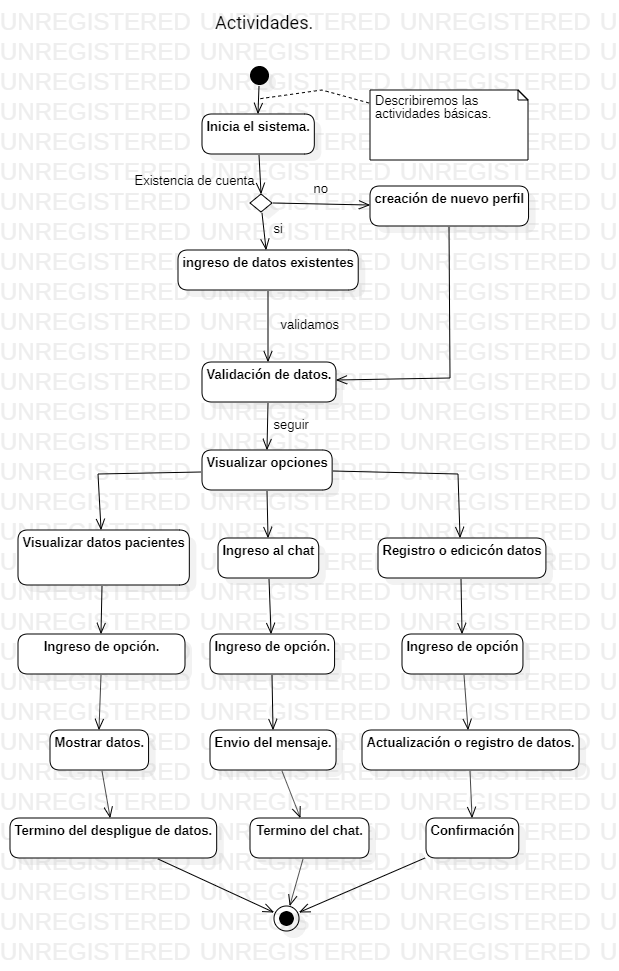 Actividades.
Describiremos las
actividades básicas.
Inicia el sistema.
Existencia de cuenta
no
creación de nuevo perfil
si
ingreso de datos existentes
validamos
Validación de datos.
seguir
Visualizar opciones
Visualizar datos pacientes
Ingreso al chat
Registro o edicicón datos
Ingreso de opción.
Ingreso de opción.
Ingreso de opción
Mostrar datos.
Envio del mensaje.
Actualización o registro de datos.
Termino del despligue de datos.
Termino del chat.
Confirmación
UNREGISTERED